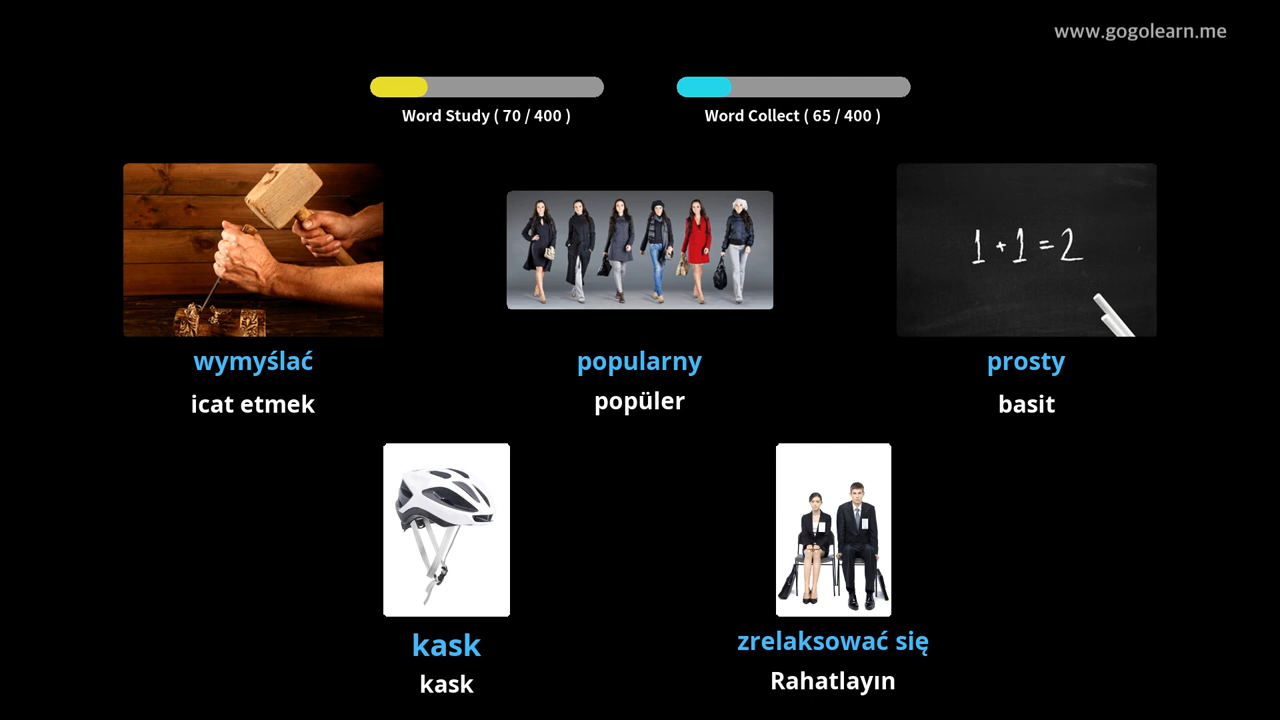 www.gogolearn.me
Word Study ( 70 / 400 )
Word Collect ( 65 / 400 )
1 + 1 = 2
wymyślać
popularny
prosty
icat etmek
popüler
basit
kask
zrelaksować się
kask
Rahatlayın